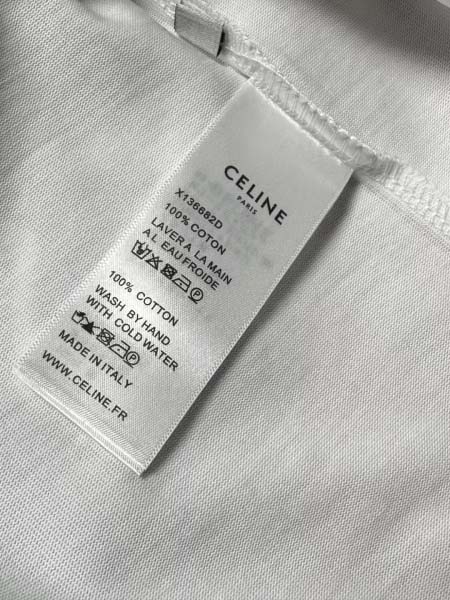 CELINE
PARIS
X136682D
100% COTON
LAVER A LA MAIN
A L EAU FROIDE
100% COTTON
WASH BY HAND
WITH COLD WATER
MADE IN ITALY
WWW.CELINE.FR